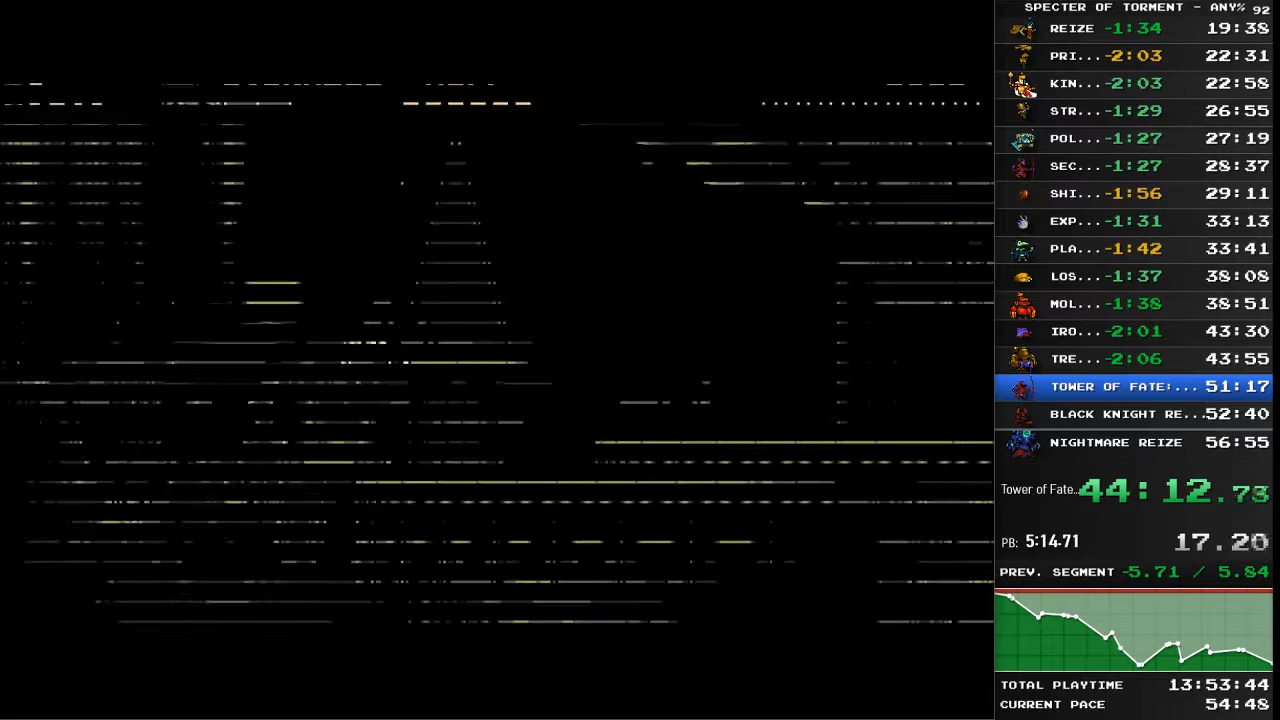 SPECTER OF TORMENT - ANY% 92
REIZE -1:34 19:38
PRI... -2:03 22:31
KIN... -2:03 22:58
STR... -1:29 26:55
POL... -1:27 27:19
SEC... -1:27 28:37
SHI... -1:56 29:11
EXP... -1:31 33:13
PLA... -1:42 33:41
LOS... -1:37 38:08
MOL... -1:38 38:51
IRO... -2:01 43:30
TRE... -2:06 43:55
TOWER OF FATE:... 51:17
BLACK KNIGHT RE... 52:40
NIGHTMARE REIZE 56:55
Tower of Fate... 44:12.73
PB: 5:14.71 17.20
PREV. SEGMENT -5.71 / 5.84
TOTAL PLAYTIME 13:53:44
CURRENT PACE 54:48